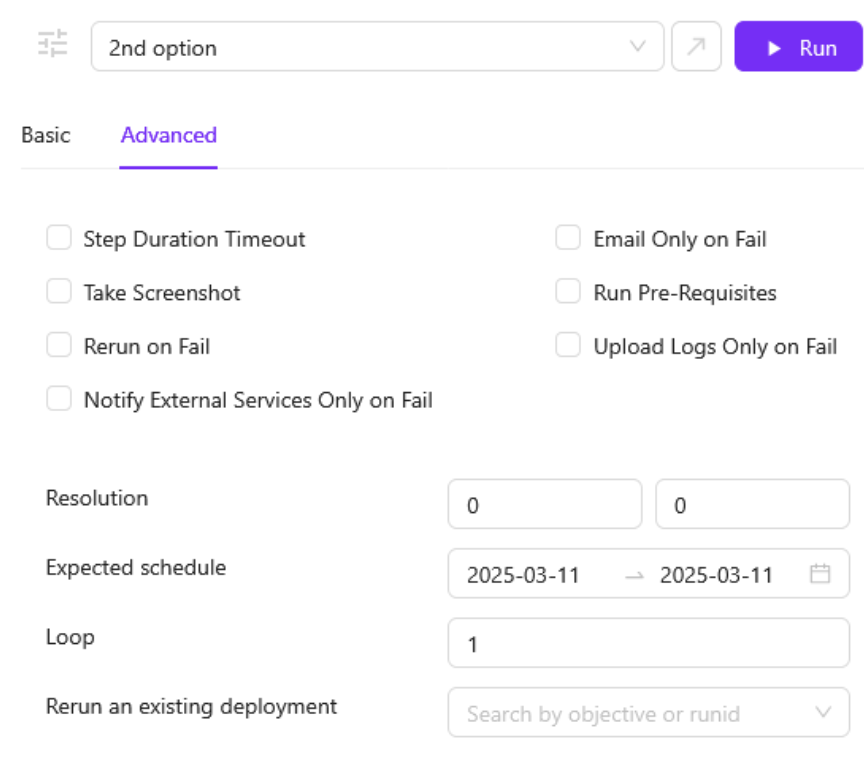 2nd option
Run
Basic Advanced
Step Duration Timeout Email Only on Fail
Take Screenshot Run Pre-Requisites
Rerun on Fail Upload Logs Only on Fail
Notify External Services Only on Fail
Resolution 0 0
Expected schedule 2025-03-11 → 2025-03-11
Loop 1
Rerun an existing deployment Search by objective or runid